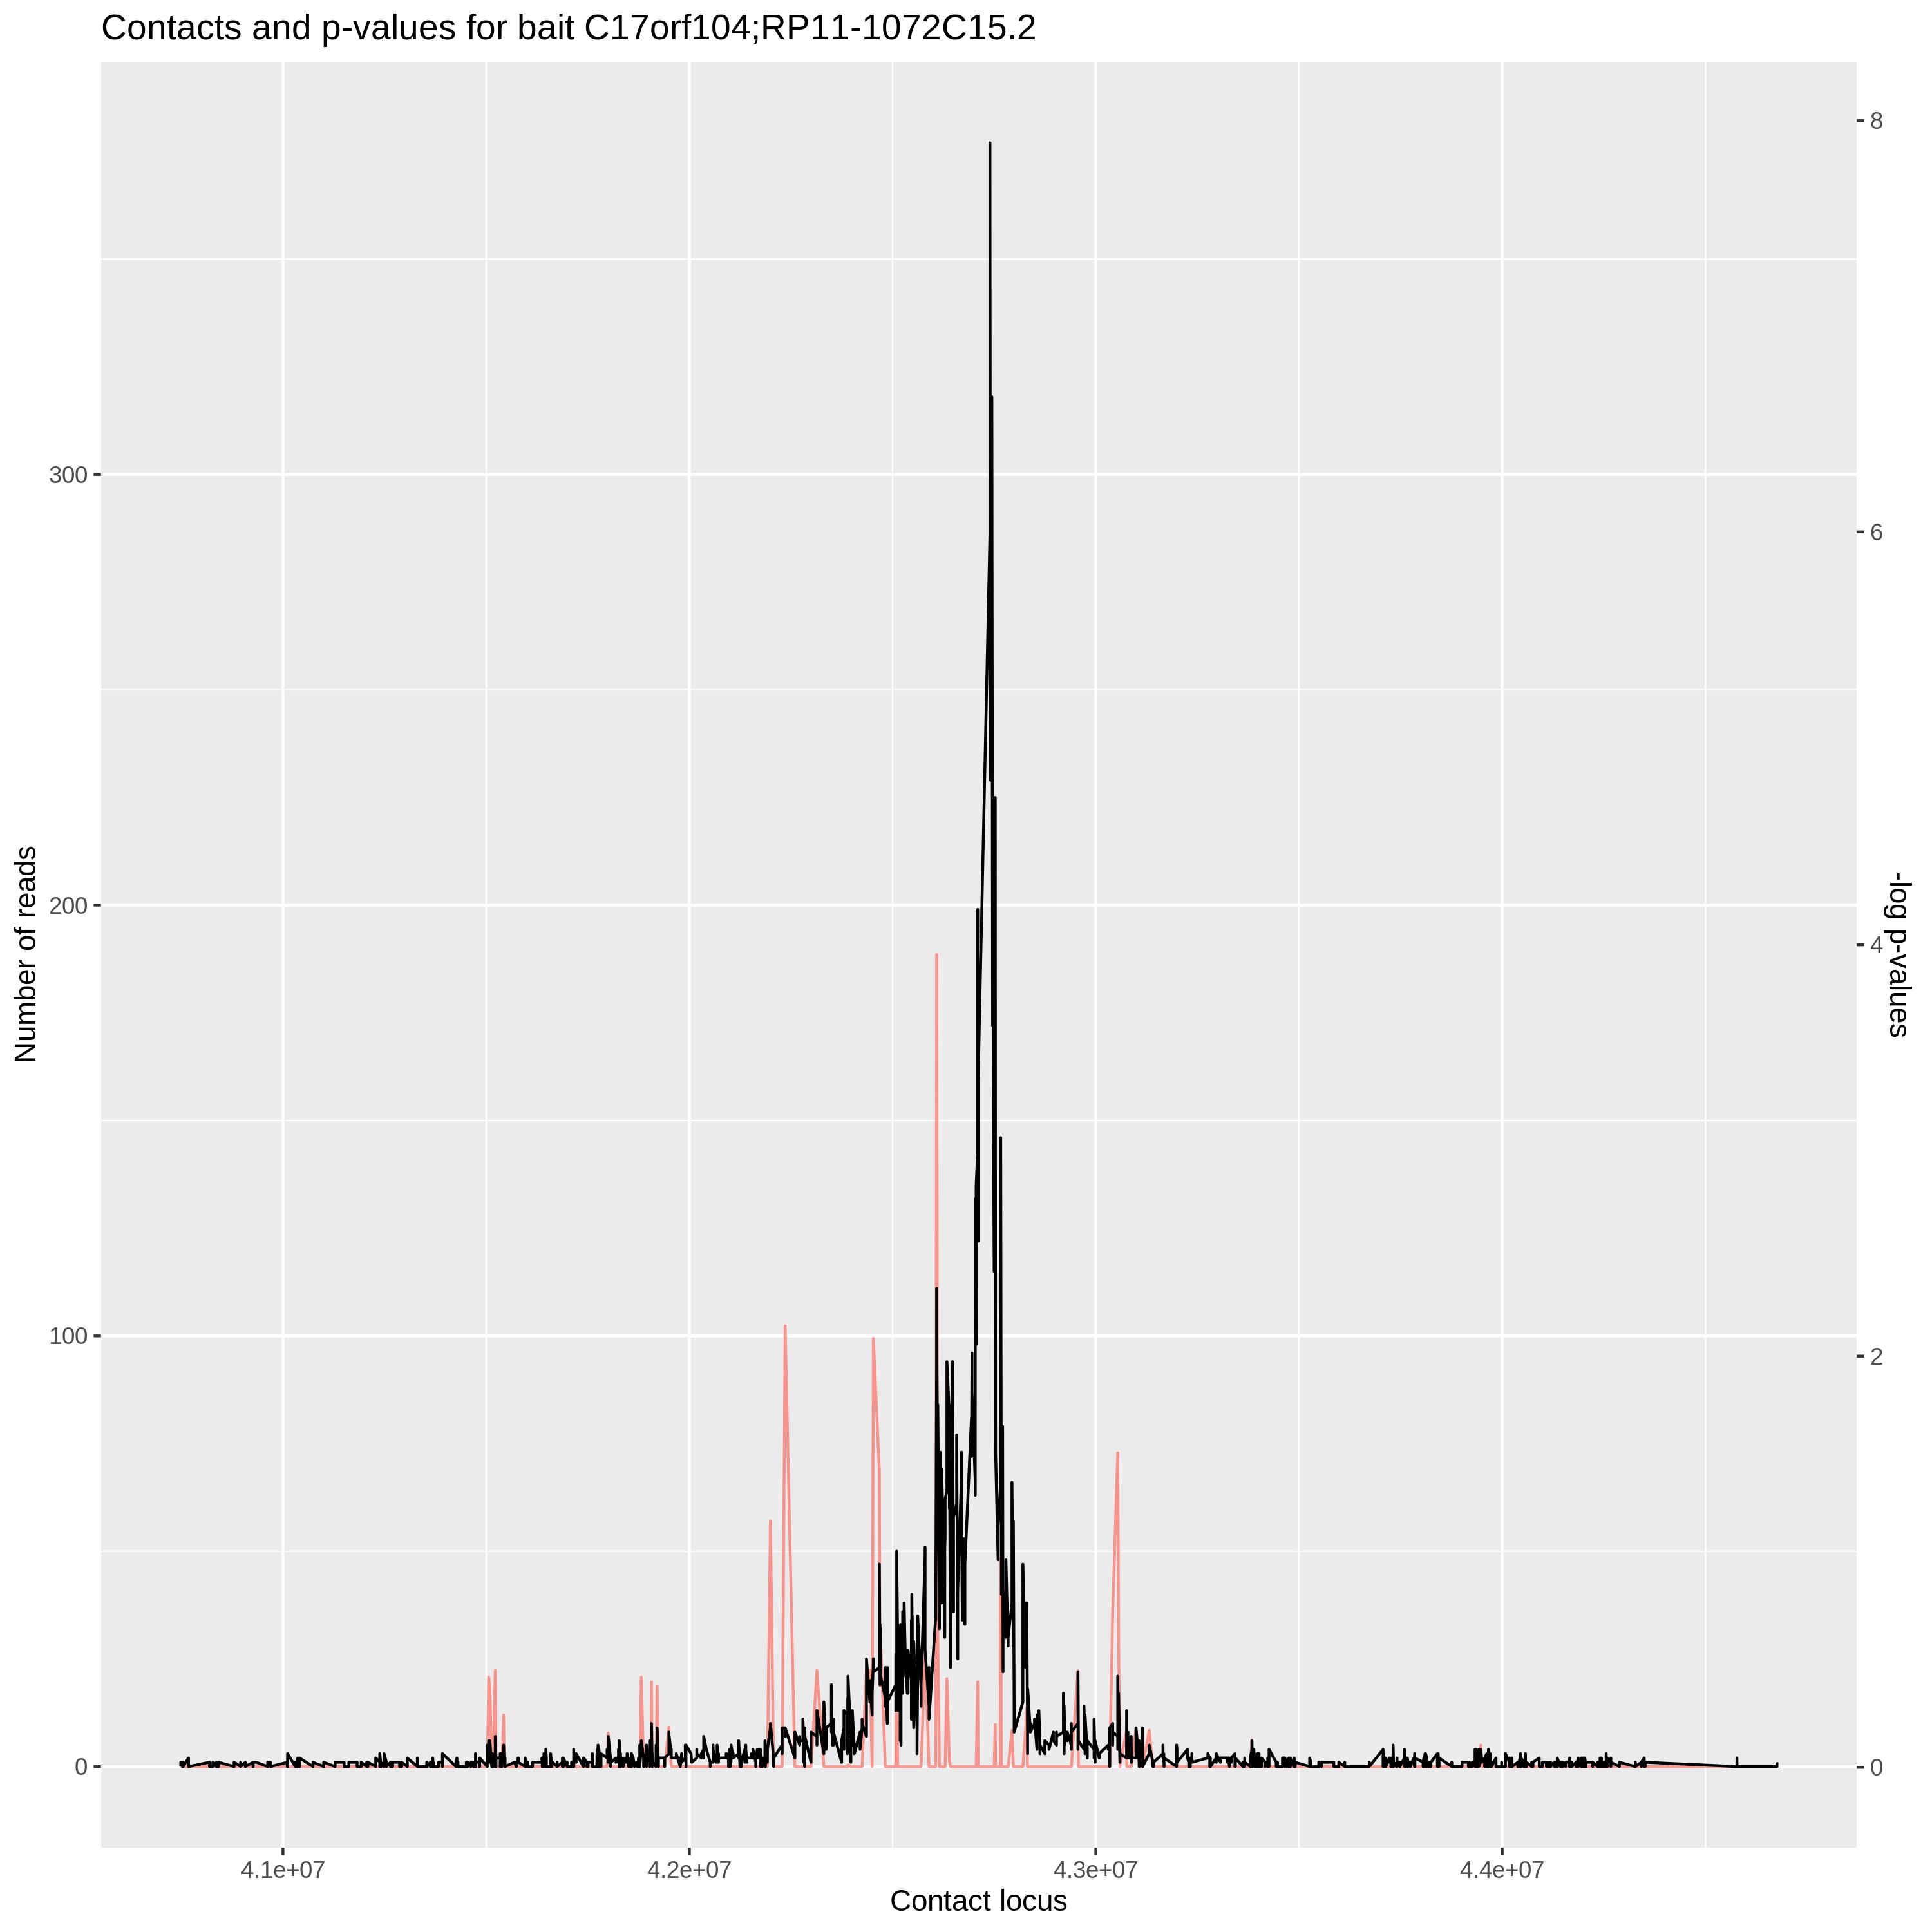 Contacts and p-values for bait C17orf104;RP11-1072C15.2
8
6
4
2
0
-log p-values
300
200
100
0
Number of reads
4.1e+07
4.2e+07
4.3e+07
4.4e+07
Contact locus